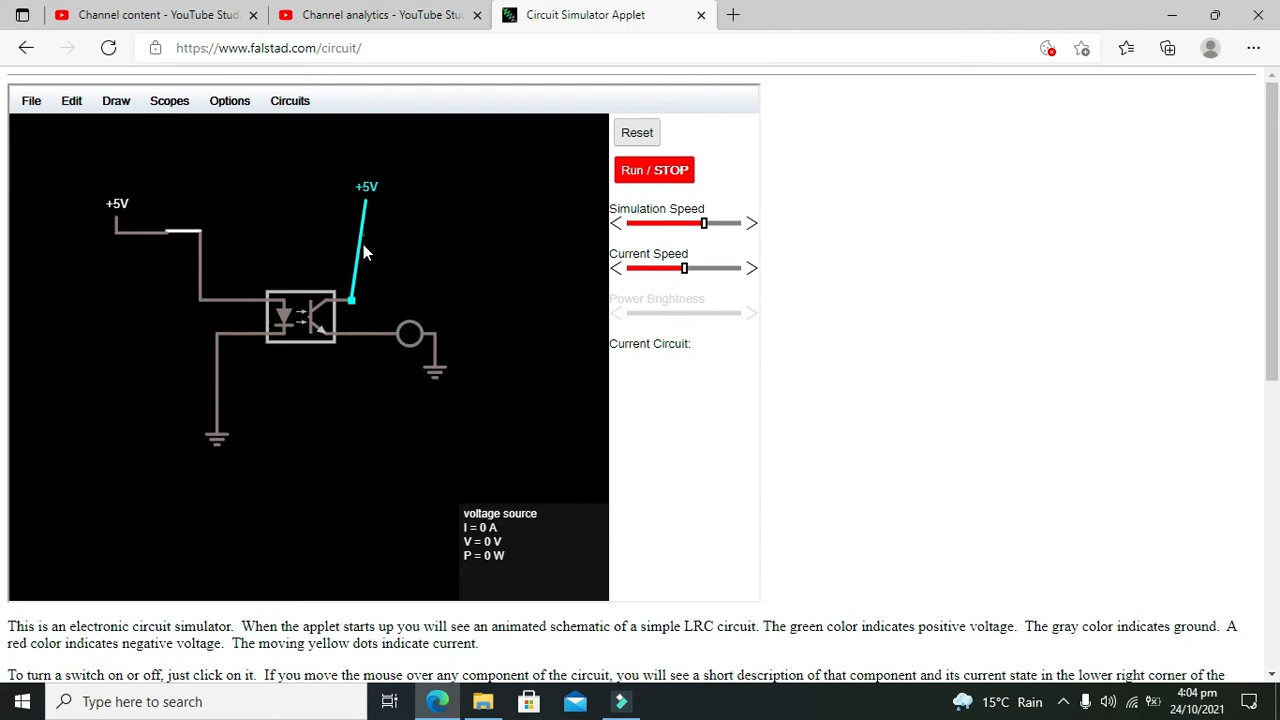 Channel content - YouTube Stud
Channel analytics - YouTube Stu
Circuit Simulator Applet
https://www.falstad.com/circuit/
File Edit Draw Scopes Options Circuits
Reset
Run / STOP
+5V
+5V
Simulation Speed
Current Speed
Power Brightness
Current Circuit:
voltage source
I = 0 A
V = 0 V
P = 0 W
This is an electronic circuit simulator. When the applet starts up you will see an animated schematic of a simple LRC circuit. The green color indicates positive voltage. The gray color indicates ground. A
red color indicates negative voltage. The moving yellow dots indicate current.
To turn a switch on or off, just click on it. If you move the mouse over any component of the circuit, you will see a short description of that component and its current state in the lower right corner of the
Type here to search
15°C Rain
4:04 pm
24/10/2021